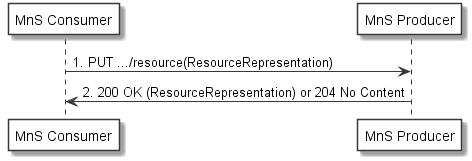 MnS Consumer
MnS Producer
1. PUT .../resource(ResourceRepresentation)
2. 200 OK (ResourceRepresentation) or 204 No Content
MnS Consumer
MnS Producer